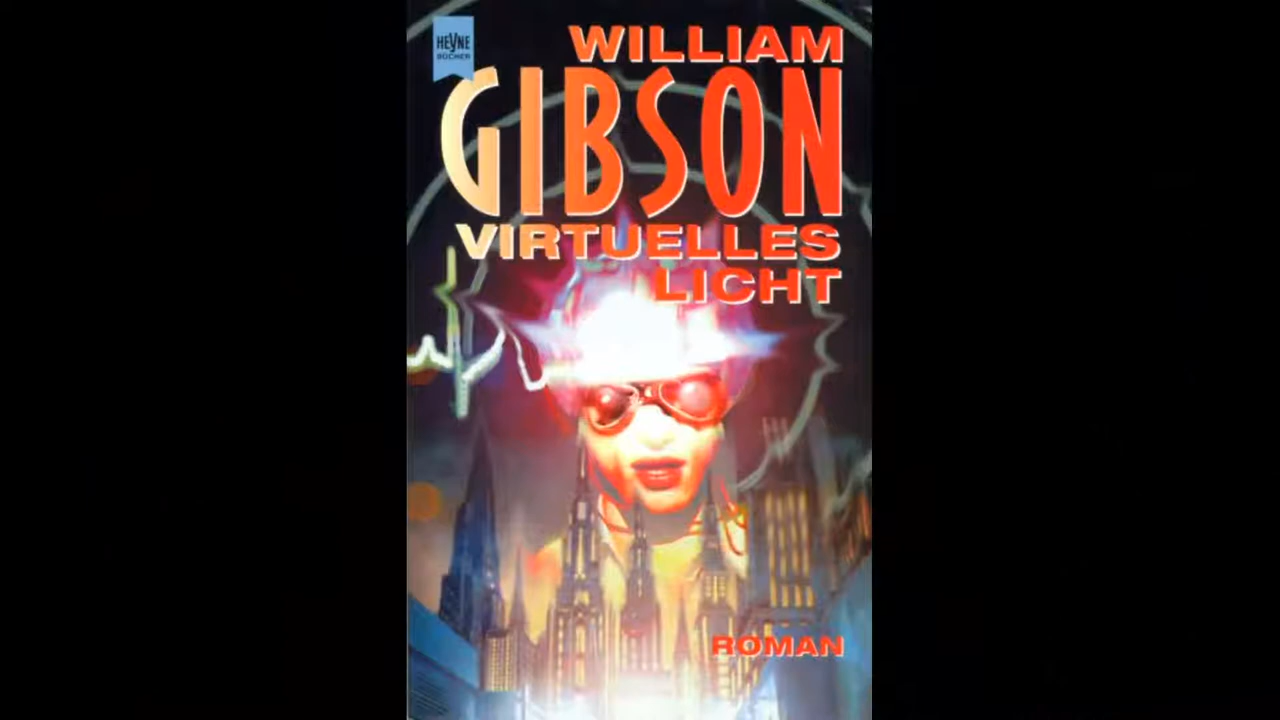 HEYNE
BÜCHER
WILLIAM
GIBSON
VIRTUELLES
LICHT
ROMAN